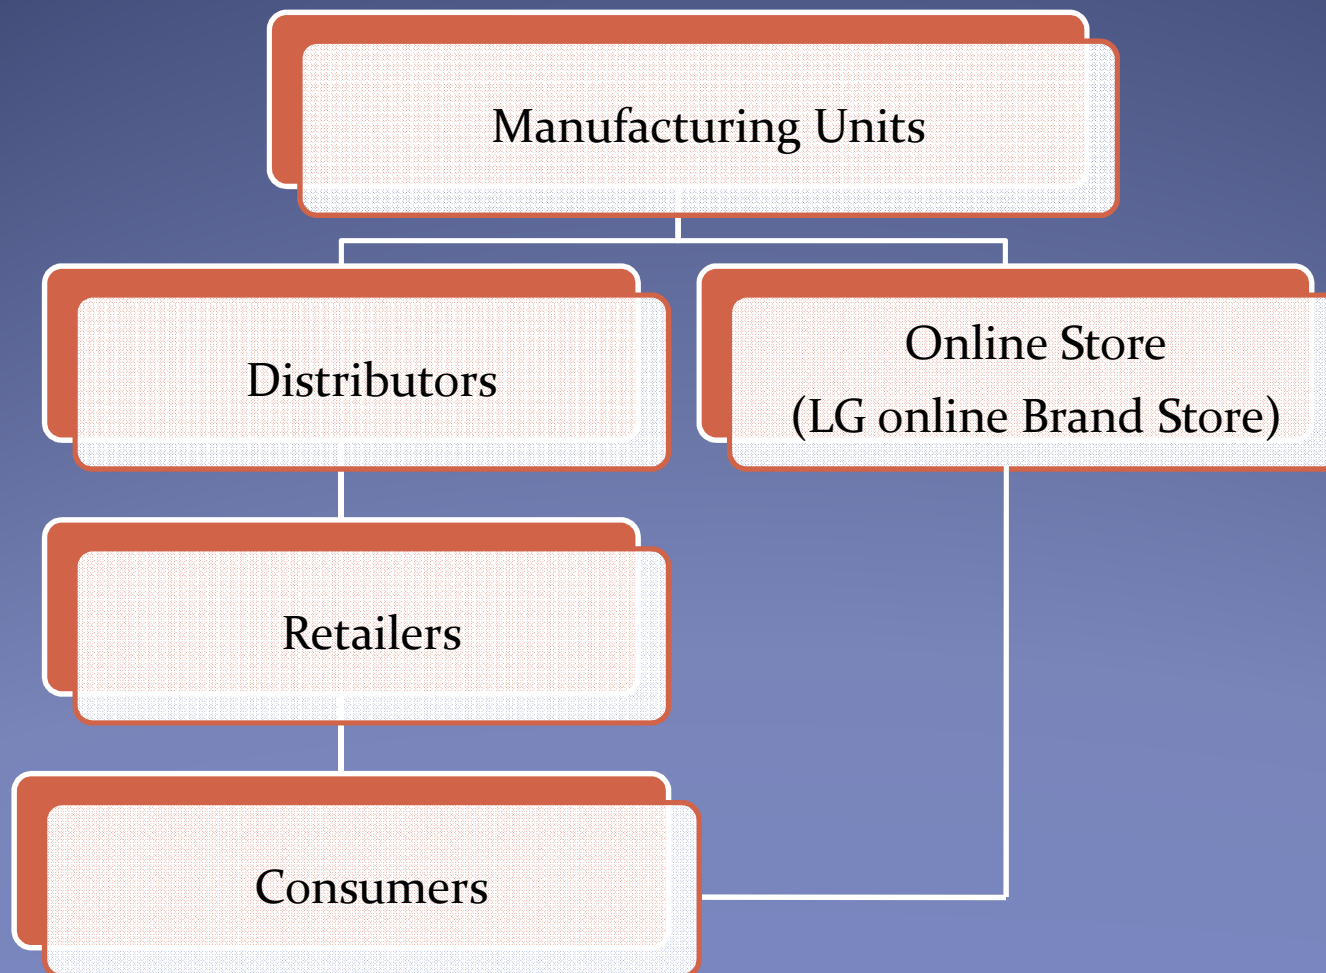 Manufacturing Units
Distributors
Online Store
(LG online Brand Store)
Retailers
Consumers